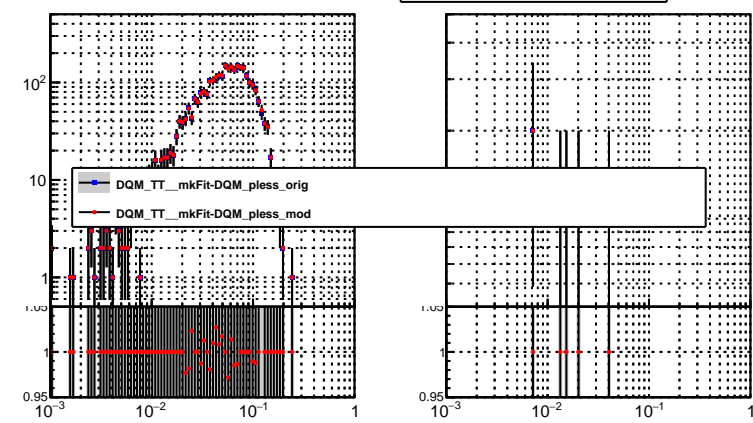 10²
10
1
DQM_TT__mkFit-DQM_pless_orig
DQM_TT__mkFit-DQM_pless_mod
1.05 1.05
1 1
0.95 0.95
10⁻³ 10⁻² 10⁻¹ 1 10⁻³ 10⁻² 10⁻¹ 1